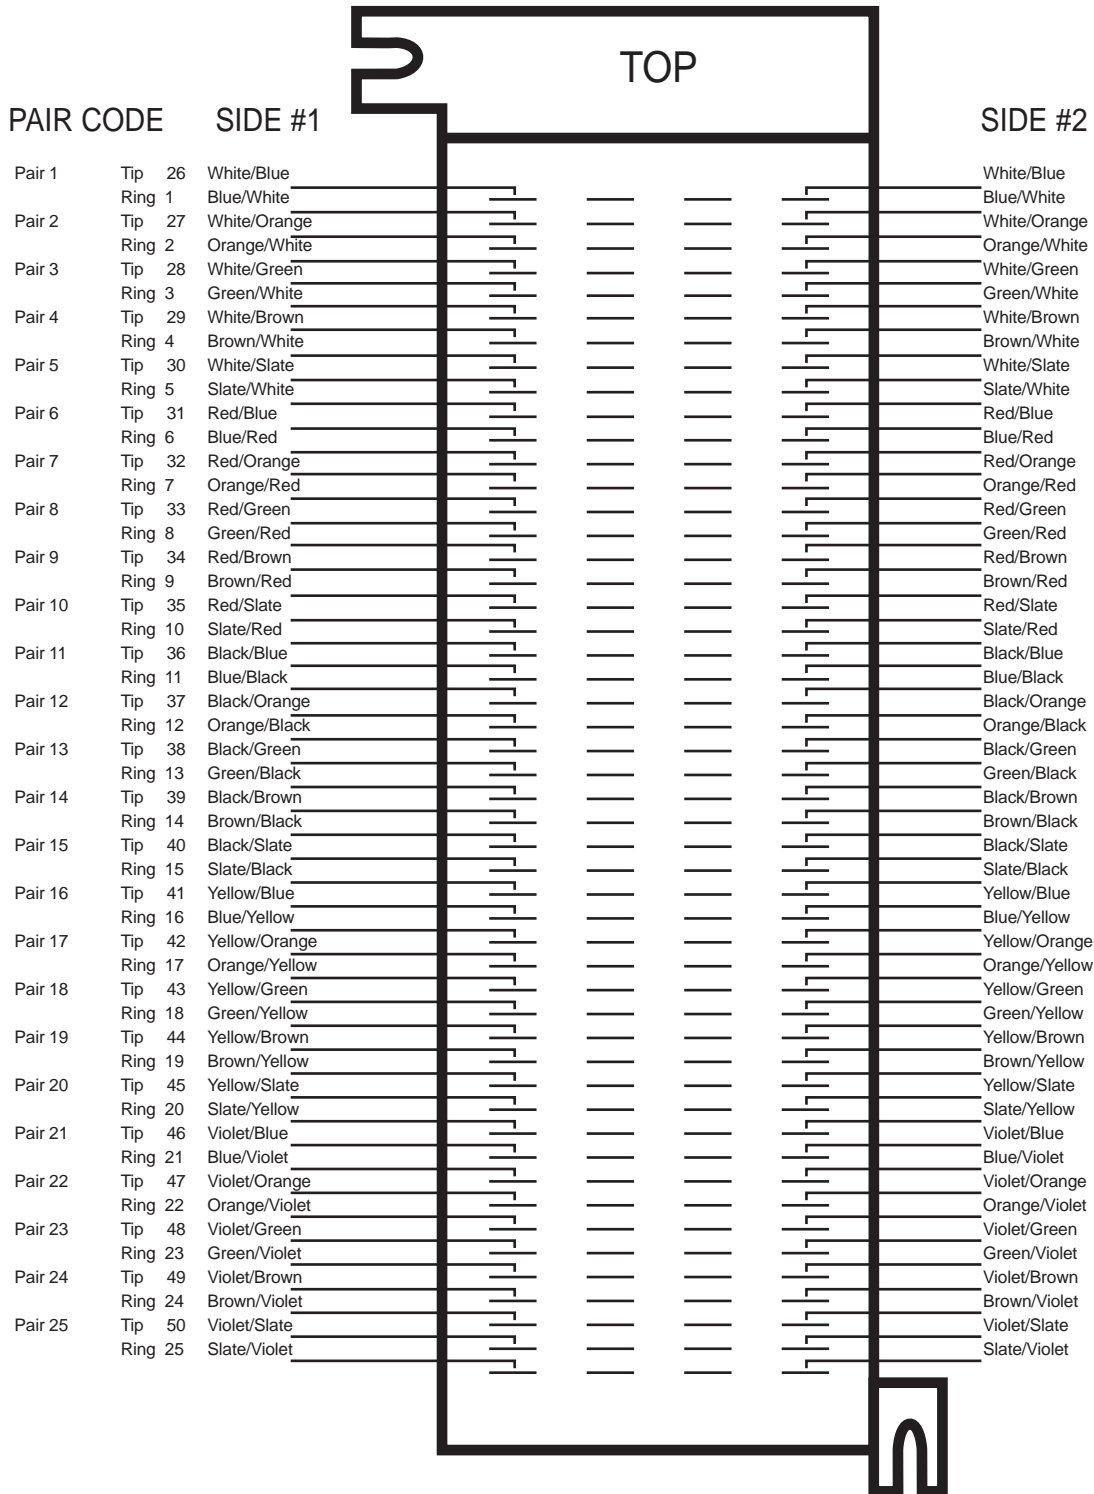 TOP
PAIR CODE SIDE #1 SIDE #2
Pair 1 Tip 26 White/Blue White/Blue
Ring 1 Blue/White Blue/White
Pair 2 Tip 27 White/Orange White/Orange
Ring 2 Orange/White Orange/White
Pair 3 Tip 28 White/Green White/Green
Ring 3 Green/White Green/White
Pair 4 Tip 29 White/Brown White/Brown
Ring 4 Brown/White Brown/White
Pair 5 Tip 30 White/Slate White/Slate
Ring 5 Slate/White Slate/White
Pair 6 Tip 31 Red/Blue Red/Blue
Ring 6 Blue/Red Blue/Red
Pair 7 Tip 32 Red/Orange Red/Orange
Ring 7 Orange/Red Orange/Red
Pair 8 Tip 33 Red/Green Red/Green
Ring 8 Green/Red Green/Red
Pair 9 Tip 34 Red/Brown Red/Brown
Ring 9 Brown/Red Brown/Red
Pair 10 Tip 35 Red/Slate Red/Slate
Ring 10 Slate/Red Slate/Red
Pair 11 Tip 36 Black/Blue Black/Blue
Ring 11 Blue/Black Blue/Black
Pair 12 Tip 37 Black/Orange Black/Orange
Ring 12 Orange/Black Orange/Black
Pair 13 Tip 38 Black/Green Black/Green
Ring 13 Green/Black Green/Black
Pair 14 Tip 39 Black/Brown Black/Brown
Ring 14 Brown/Black Brown/Black
Pair 15 Tip 40 Black/Slate Black/Slate
Ring 15 Slate/Black Slate/Black
Pair 16 Tip 41 Yellow/Blue Yellow/Blue
Ring 16 Blue/Yellow Blue/Yellow
Pair 17 Tip 42 Yellow/Orange Yellow/Orange
Ring 17 Orange/Yellow Orange/Yellow
Pair 18 Tip 43 Yellow/Green Yellow/Green
Ring 18 Green/Yellow Green/Yellow
Pair 19 Tip 44 Yellow/Brown Yellow/Brown
Ring 19 Brown/Yellow Brown/Yellow
Pair 20 Tip 45 Yellow/Slate Yellow/Slate
Ring 20 Slate/Yellow Slate/Yellow
Pair 21 Tip 46 Violet/Blue Violet/Blue
Ring 21 Blue/Violet Blue/Violet
Pair 22 Tip 47 Violet/Orange Violet/Orange
Ring 22 Orange/Violet Orange/Violet
Pair 23 Tip 48 Violet/Green Violet/Green
Ring 23 Green/Violet Green/Violet
Pair 24 Tip 49 Violet/Brown Violet/Brown
Ring 24 Brown/Violet Brown/Violet
Pair 25 Tip 50 Violet/Slate Violet/Slate
Ring 25 Slate/Violet Slate/Violet